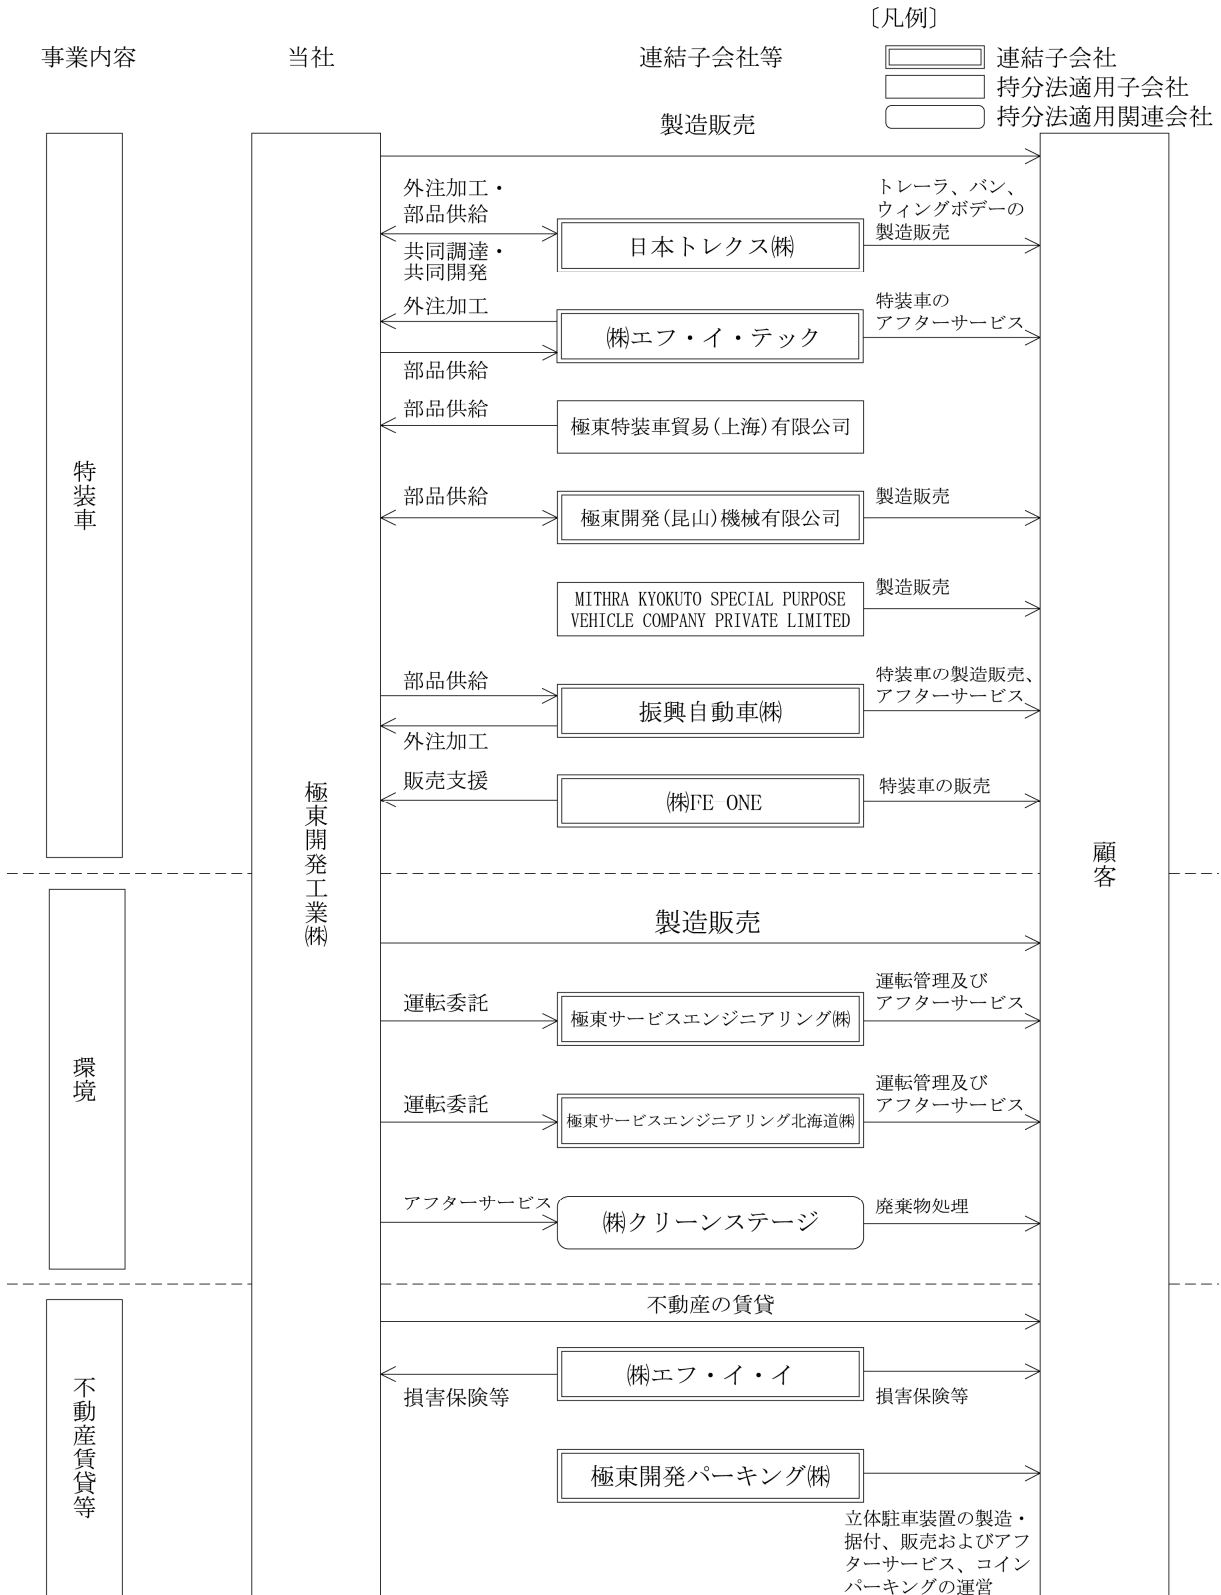 〔凡例〕
事業内容
当社
連結子会社等
連結子会社
持分法適用子会社
持分法適用関連会社
特装車
極東開発工業㈱
顧客
製造販売
外注加工・
部品供給
共同調達・
共同開発
日本トレクス㈱
トレーラ、バン、
ウィングボデーの
製造販売
外注加工
部品供給
㈱エフ・イ・テック
特装車の
アフターサービス
部品供給
極東特装車貿易(上海)有限公司
部品供給
極東開発(昆山)機械有限公司
製造販売
MITHRA KYOKUTO SPECIAL PURPOSE
VEHICLE COMPANY PRIVATE LIMITED
製造販売
部品供給
外注加工
振興自動車㈱
特装車の製造販売、
アフターサービス
販売支援
㈱FE-ONE
特装車の販売
環境
製造販売
運転委託
極東サービスエンジニアリング㈱
運転管理及び
アフターサービス
運転委託
極東サービスエンジニアリング北海道㈱
運転管理及び
アフターサービス
アフターサービス
㈱クリーンステージ
廃棄物処理
不動産賃貸等
不動産の賃貸
㈱エフ・イ・イ
損害保険等
損害保険等
極東開発パーキング㈱
立体駐車装置の製造・
据付、販売およびアフ
ターサービス、コイン
パーキングの運営